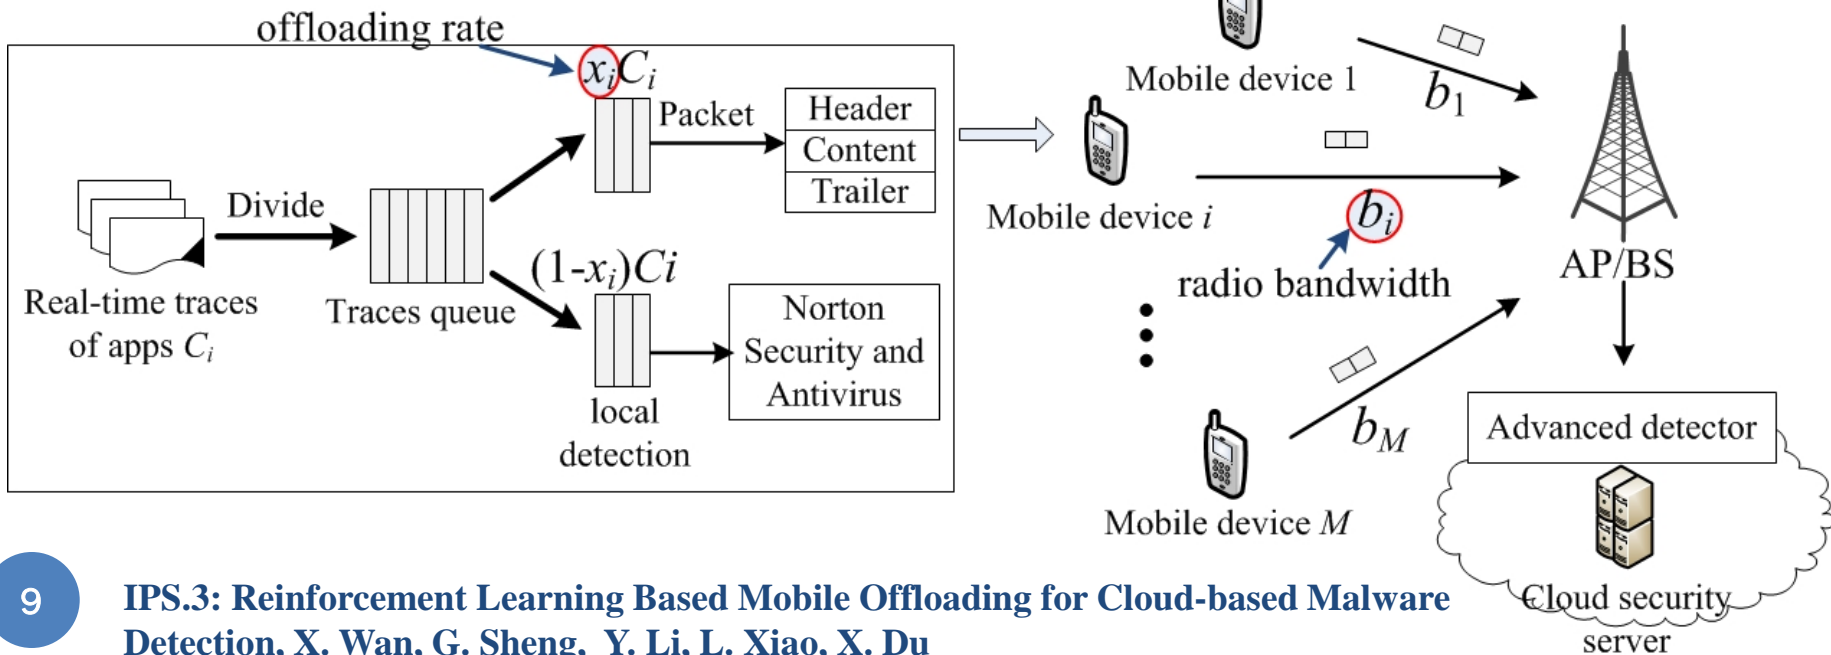 offloading rate
xᵢCᵢ
Packet
Header
Content
Trailer
Divide
Real-time traces
of apps Cᵢ
Traces queue
(1-xᵢ)Ci
local
detection
Norton
Security and
Antivirus
Mobile device 1
b₁
Mobile device i
bᵢ
radio bandwidth
AP/BS
Mobile device M
b_M
Advanced detector
Cloud security
server
9
IPS.3: Reinforcement Learning Based Mobile Offloading for Cloud-based Malware
Detection, X. Wan, G. Sheng, Y. Li, L. Xiao, X. Du